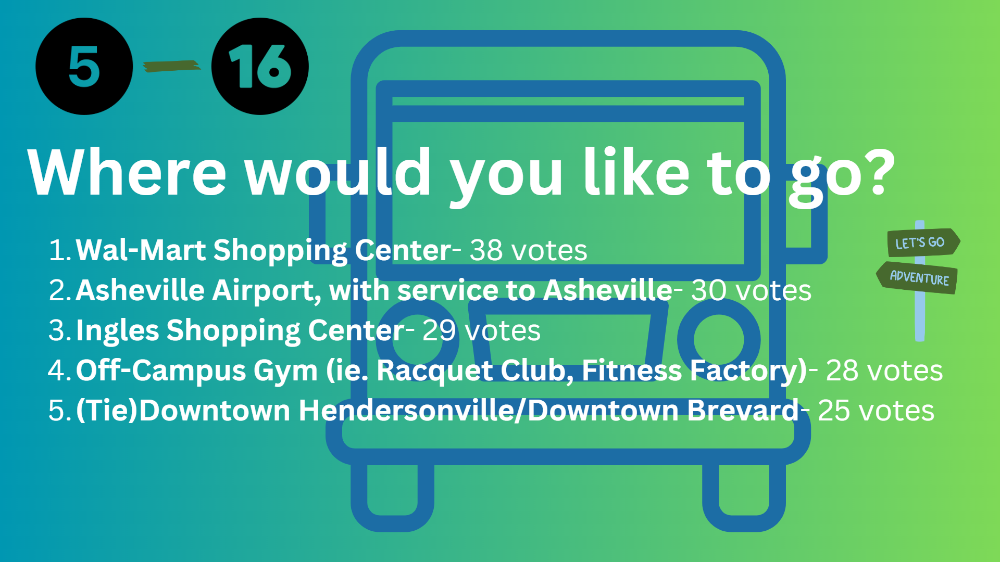 5 — 16
Where would you like to go?
1. Wal-Mart Shopping Center- 38 votes
2. Asheville Airport, with service to Asheville- 30 votes
3. Ingles Shopping Center- 29 votes
4. Off-Campus Gym (ie. Racquet Club, Fitness Factory)- 28 votes
5. (Tie)Downtown Hendersonville/Downtown Brevard- 25 votes
LET'S GO
ADVENTURE